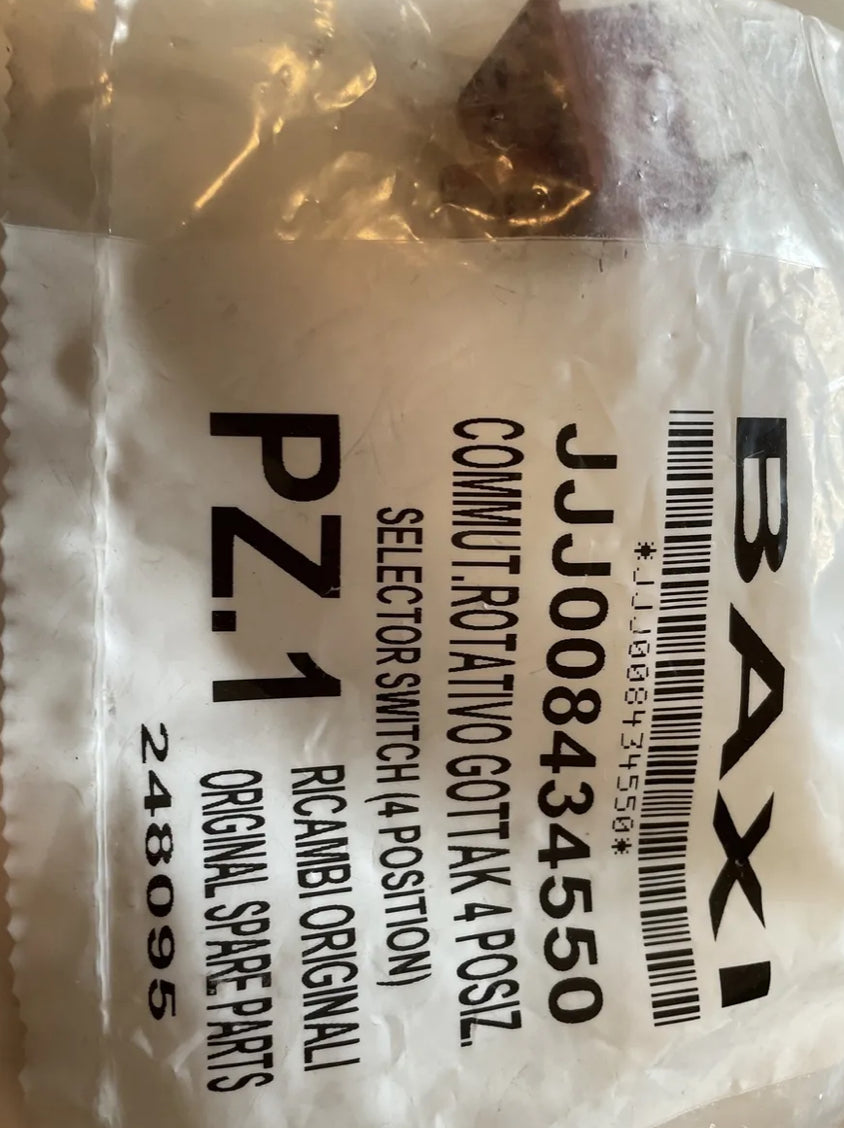 BAXI
*JJJ008434550*
JJJ008434550
COMMUT.ROTATIVO GOTTAK 4 POSIZ.
SELECTOR SWITCH (4 POSITION)
PZ.1
RICAMBI ORIGINALI
ORIGINAL SPARE PARTS
248095